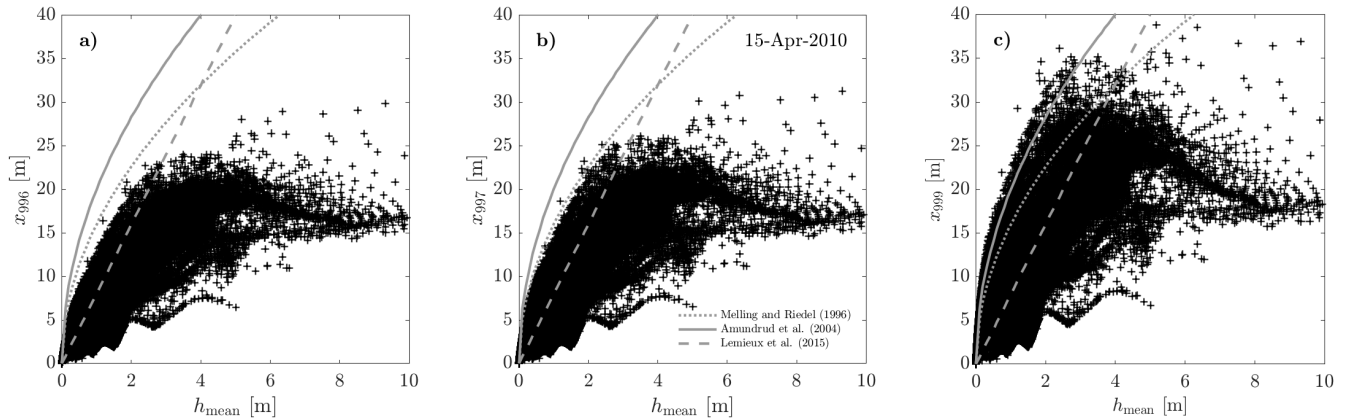 a)
40
35
30
25
20
15
10
5
0
x996 [m]
0 2 4 6 8 10
hmean [m]
b)
15-Apr-2010
40
35
30
25
20
15
10
5
0
x997 [m]
Melling and Riedel (1996)
Amundrud et al. (2004)
Lemieux et al. (2015)
0 2 4 6 8 10
hmean [m]
c)
40
35
30
25
20
15
10
5
0
x999 [m]
0 2 4 6 8 10
hmean [m]